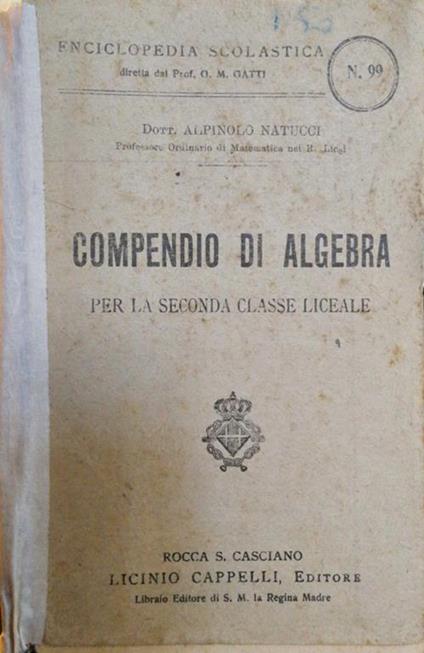 ENCICLOPEDIA SCOLASTICA
diretta dal Prof. G. M. GATTI
N. 99
DOTT. ALPINOLO NATUCCI
Professore Ordinario di Matematica nei R. Licei
COMPENDIO DI ALGEBRA
PER LA SECONDA CLASSE LICEALE
ROCCA S. CASCIANO
LICINIO CAPPELLI, EDITORE
Libraio Editore di S. M. la Regina Madre